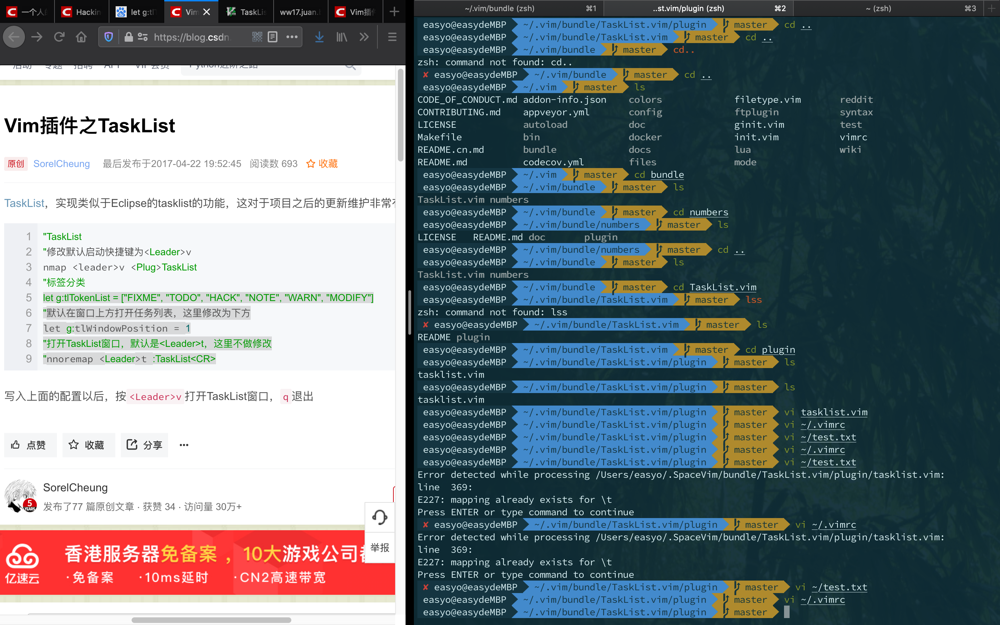 一个人
Hackin
let g:tl
Vim
TaskLis
ww17.juan.b
Vim插件
https://blog.csdn.
活动 专题 招聘 APP VIP会员 Python进阶之路
Vim插件之TaskList
原创 SorelCheung 最后发布于2017-04-22 19:52:45 阅读数 693 收藏
TaskList，实现类似于Eclipse的tasklist的功能，这对于项目之后的更新维护非常
1 "TaskList
2 "修改默认启动快捷键为<Leader>v
3 nmap <leader>v <Plug>TaskList
4 "标签分类
5 let g:tlTokenList = ["FIXME", "TODO", "HACK", "NOTE", "WARN", "MODIFY"]
6 "默认在窗口上方打开任务列表，这里修改为下方
7 let g:tlWindowPosition = 1
8 "打开TaskList窗口，默认是<Leader>t，这里不做修改
9 "nnoremap <Leader>t :TaskList<CR>
写入上面的配置以后，按 <Leader>v 打开TaskList窗口， q 退出
点赞 收藏 分享 •••
SorelCheung
5 YEARS
发布了77 篇原创文章 · 获赞 34 · 访问量 30万+
举报
亿速云
香港服务器免备案，10大游戏公司
·免备案 ·10ms延时 ·CN2高速带宽
~/.vim/bundle (zsh) ⌘1 ..st.vim/plugin (zsh) ⌘2 ~ (zsh) ⌘3
easyo@easydeMBP ~/.vim/bundle/TaskList.vim/plugin master cd ..
easyo@easydeMBP ~/.vim/bundle/TaskList.vim master cd ..
easyo@easydeMBP ~/.vim/bundle master cd..
zsh: command not found: cd..
✘ easyo@easydeMBP ~/.vim/bundle master cd ..
easyo@easydeMBP ~/.vim master ls
CODE_OF_CONDUCT.md addon-info.json colors filetype.vim reddit
CONTRIBUTING.md appveyor.yml config ftplugin syntax
LICENSE autoload doc ginit.vim test
Makefile bin docker init.vim vimrc
README.cn.md bundle docs lua wiki
README.md codecov.yml files mode
easyo@easydeMBP ~/.vim master cd bundle
easyo@easydeMBP ~/.vim/bundle master ls
TaskList.vim numbers
easyo@easydeMBP ~/.vim/bundle master cd numbers
easyo@easydeMBP ~/.vim/bundle/numbers master ls
LICENSE README.md doc plugin
easyo@easydeMBP ~/.vim/bundle/numbers master cd ..
easyo@easydeMBP ~/.vim/bundle master ls
TaskList.vim numbers
easyo@easydeMBP ~/.vim/bundle master cd TaskList.vim
easyo@easydeMBP ~/.vim/bundle/TaskList.vim master lss
zsh: command not found: lss
✘ easyo@easydeMBP ~/.vim/bundle/TaskList.vim master ls
README plugin
easyo@easydeMBP ~/.vim/bundle/TaskList.vim master cd plugin
easyo@easydeMBP ~/.vim/bundle/TaskList.vim/plugin master ls
tasklist.vim
easyo@easydeMBP ~/.vim/bundle/TaskList.vim/plugin master ls
tasklist.vim
easyo@easydeMBP ~/.vim/bundle/TaskList.vim/plugin master vi tasklist.vim
easyo@easydeMBP ~/.vim/bundle/TaskList.vim/plugin master vi ~/.vimrc
easyo@easydeMBP ~/.vim/bundle/TaskList.vim/plugin master vi ~/test.txt
easyo@easydeMBP ~/.vim/bundle/TaskList.vim/plugin master vi ~/.vimrc
easyo@easydeMBP ~/.vim/bundle/TaskList.vim/plugin master vi ~/test.txt
Error detected while processing /Users/easyo/.SpaceVim/bundle/TaskList.vim/plugin/tasklist.vim:
line 369:
E227: mapping already exists for \t
Press ENTER or type command to continue
✘ easyo@easydeMBP ~/.vim/bundle/TaskList.vim/plugin master vi ~/.vimrc
Error detected while processing /Users/easyo/.SpaceVim/bundle/TaskList.vim/plugin/tasklist.vim:
line 369:
E227: mapping already exists for \t
Press ENTER or type command to continue
✘ easyo@easydeMBP ~/.vim/bundle/TaskList.vim/plugin master vi ~/test.txt
easyo@easydeMBP ~/.vim/bundle/TaskList.vim/plugin master vi ~/.vimrc
easyo@easydeMBP ~/.vim/bundle/TaskList.vim/plugin master